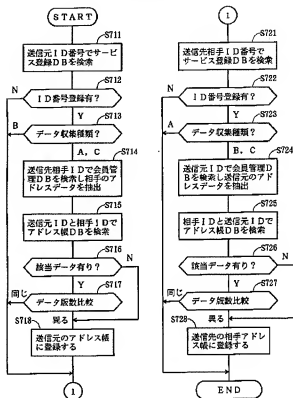 START
S711
送信元ID番号でサービ
ス登録DBを検索
S712
N
ID番号登録有?
Y
S713
B
データ収集種類?
A, C
S714
送信先相手IDで会員管
理DBを検索し相手のア
ドレスデータを抽出
S715
送信元IDと相手IDで
アドレス帳DBを検索
S716
該当データ有り?
N
Y
S717
同じ
データ版数比較
異る
S718
送信元のアドレス帳
に登録する
1
1
S721
送信先相手ID番号で
サービス登録DBを検索
S722
N
ID番号登録有?
Y
S723
A
データ収集種類?
B, C
S724
送信元IDで会員管理D
Bを検索し送信元のアド
レスデータを抽出
S725
相手IDと送信元IDで
アドレス帳DBを検索
S726
該当データ有り?
N
Y
S727
同じ
データ版数比較
異る
S728
送信先の相手アドレ
ス帳に登録する
END